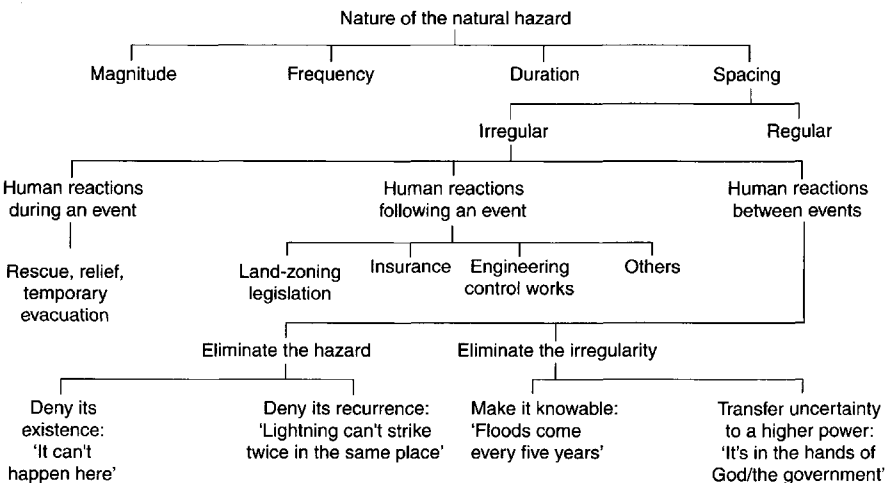 Nature of the natural hazard
Magnitude
Frequency
Duration
Spacing
Irregular
Regular
Human reactions
during an event
Human reactions
following an event
Human reactions
between events
Rescue, relief,
temporary
evacuation
Land-zoning
legislation
Insurance
Engineering
control works
Others
Eliminate the hazard
Eliminate the irregularity
Deny its
existence:
'It can't
happen here'
Deny its recurrence:
'Lightning can't strike
twice in the same place'
Make it knowable:
'Floods come
every five years'
Transfer uncertainty
to a higher power:
'It's in the hands of
God/the government'